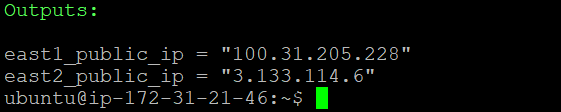 Outputs:
east1_public_ip = "100.31.205.228"
east2_public_ip = "3.133.114.6"
ubuntu@ip-172-31-21-46:~$